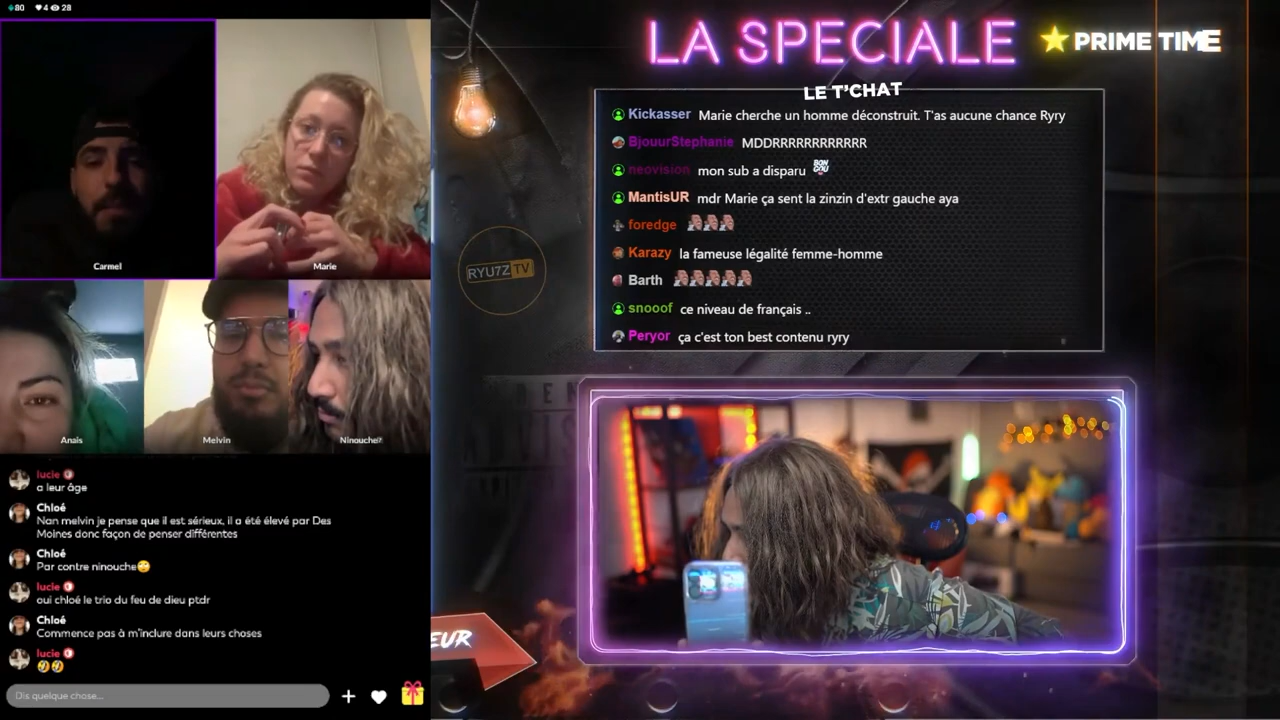 80 4 28
Carmel
Marie
Anais
Melvin
Ninouche
lucie
a leur âge
Chloé
Nan melvin je pense que il est sérieux. il a été élevé par Des
Moines donc façon de penser différentes
Chloé
Par contre ninouche🙄
lucie
oui chloé le trio du feu de dieu ptdr
Chloé
Commence pas à m'inclure dans leurs choses
lucie
🤣🤣
Dis quelque chose...
LA SPECIALE
PRIME TIME
LE T'CHAT
Kickasser Marie cherche un homme déconstruit. T'as aucune chance Ryry
BjouurStephanie MDDRRRRRRRRRRRR
neovision mon sub a disparu BON GOU
MantisUR mdr Marie ça sent la zinzin d'extr gauche aya
foredge
Karazy la fameuse légalité femme-homme
Barth
snooof ce niveau de français ..
Peryor ça c'est ton best contenu ryry
RYU7Z TV
EUR